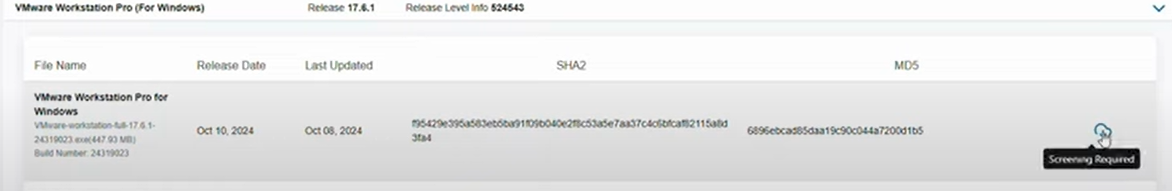 VMware Workstation Pro (For Windows) Release 17.6.1 Release Level Info 524543
File Name Release Date Last Updated SHA2 MD5
VMware Workstation Pro for
Windows
VMware-workstation-full-17.6.1-
24319023.exe(447.93 MB)
Build Number: 24319023
Oct 10, 2024 Oct 08, 2024
3fa4
6896ebcad85daa19c90c044a7200d1b5
Screening Required